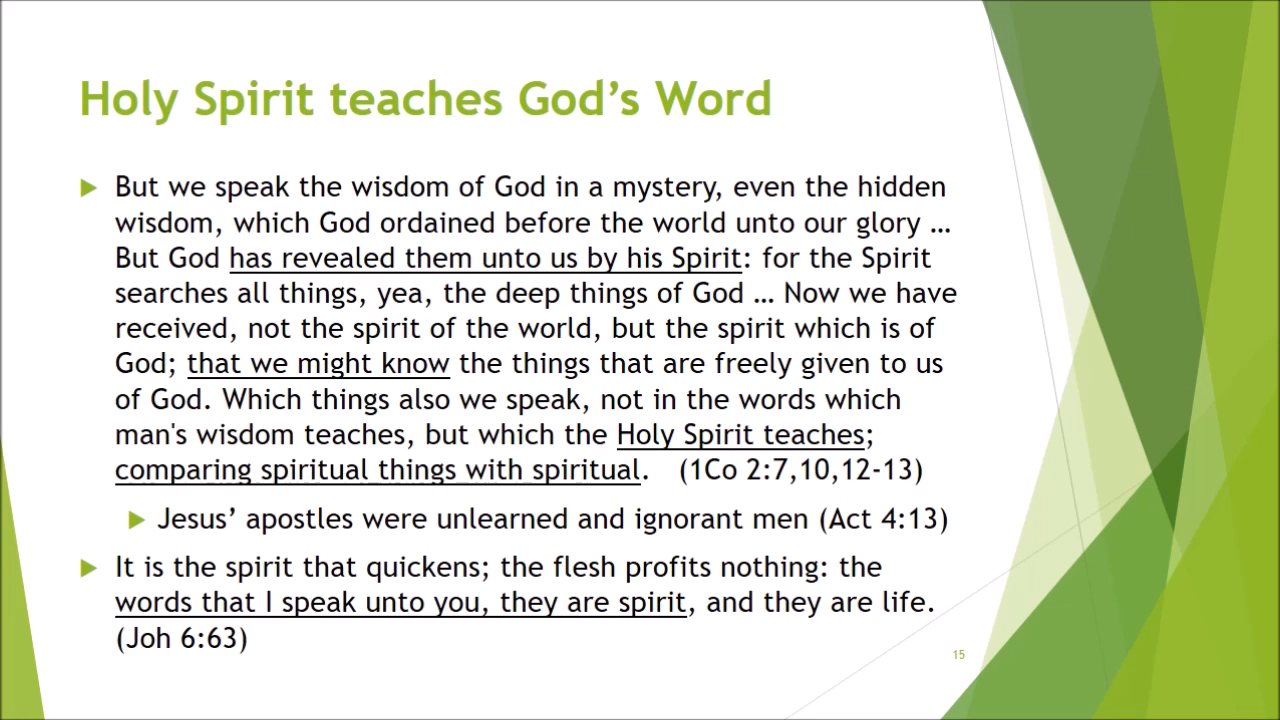 Holy Spirit teaches God’s Word
But we speak the wisdom of God in a mystery, even the hidden
wisdom, which God ordained before the world unto our glory …
But God has revealed them unto us by his Spirit: for the Spirit
searches all things, yea, the deep things of God … Now we have
received, not the spirit of the world, but the spirit which is of
God; that we might know the things that are freely given to us
of God. Which things also we speak, not in the words which
man's wisdom teaches, but which the Holy Spirit teaches;
comparing spiritual things with spiritual. (1Co 2:7,10,12-13)
Jesus’ apostles were unlearned and ignorant men (Act 4:13)
It is the spirit that quickens; the flesh profits nothing: the
words that I speak unto you, they are spirit, and they are life.
(Joh 6:63)
15